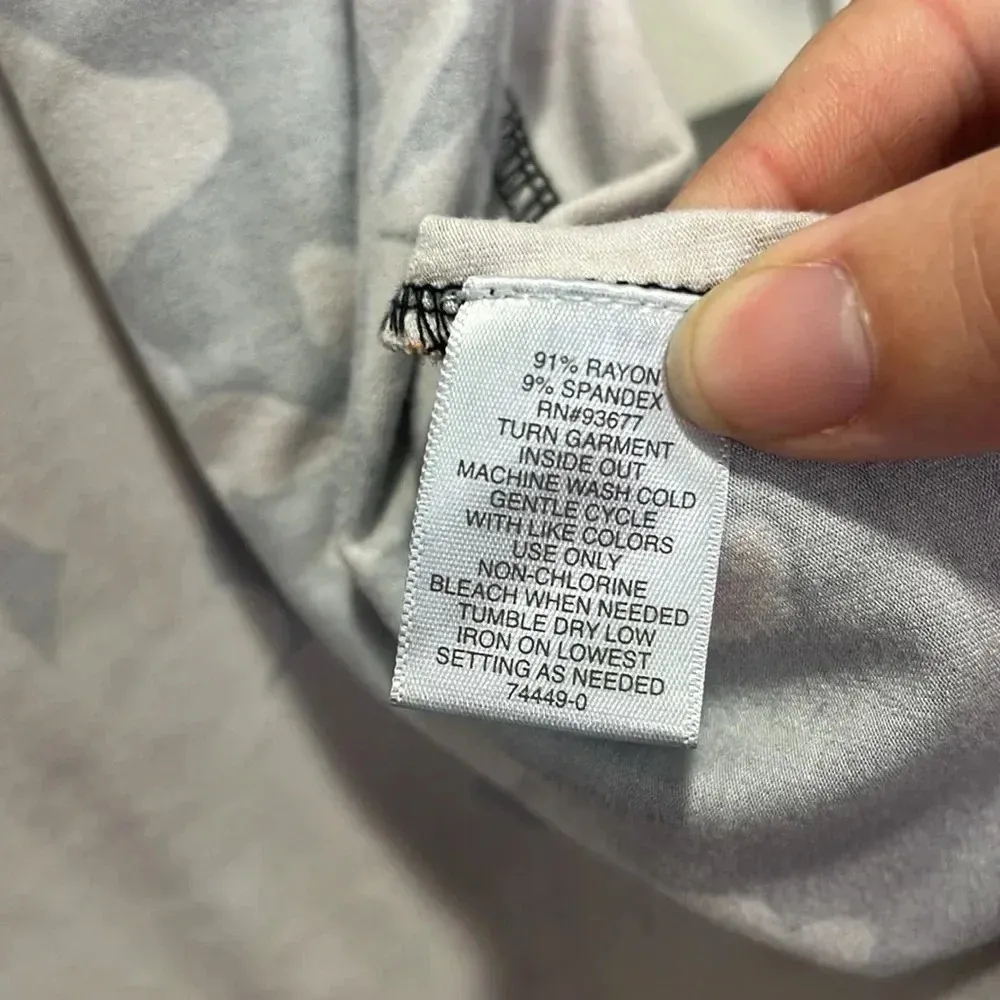 91% RAYON
9% SPANDEX
RN#93677
TURN GARMENT
INSIDE OUT
MACHINE WASH COLD
GENTLE CYCLE
WITH LIKE COLORS
USE ONLY
NON-CHLORINE
BLEACH WHEN NEEDED
TUMBLE DRY LOW
IRON ON LOWEST
SETTING AS NEEDED
74449-0